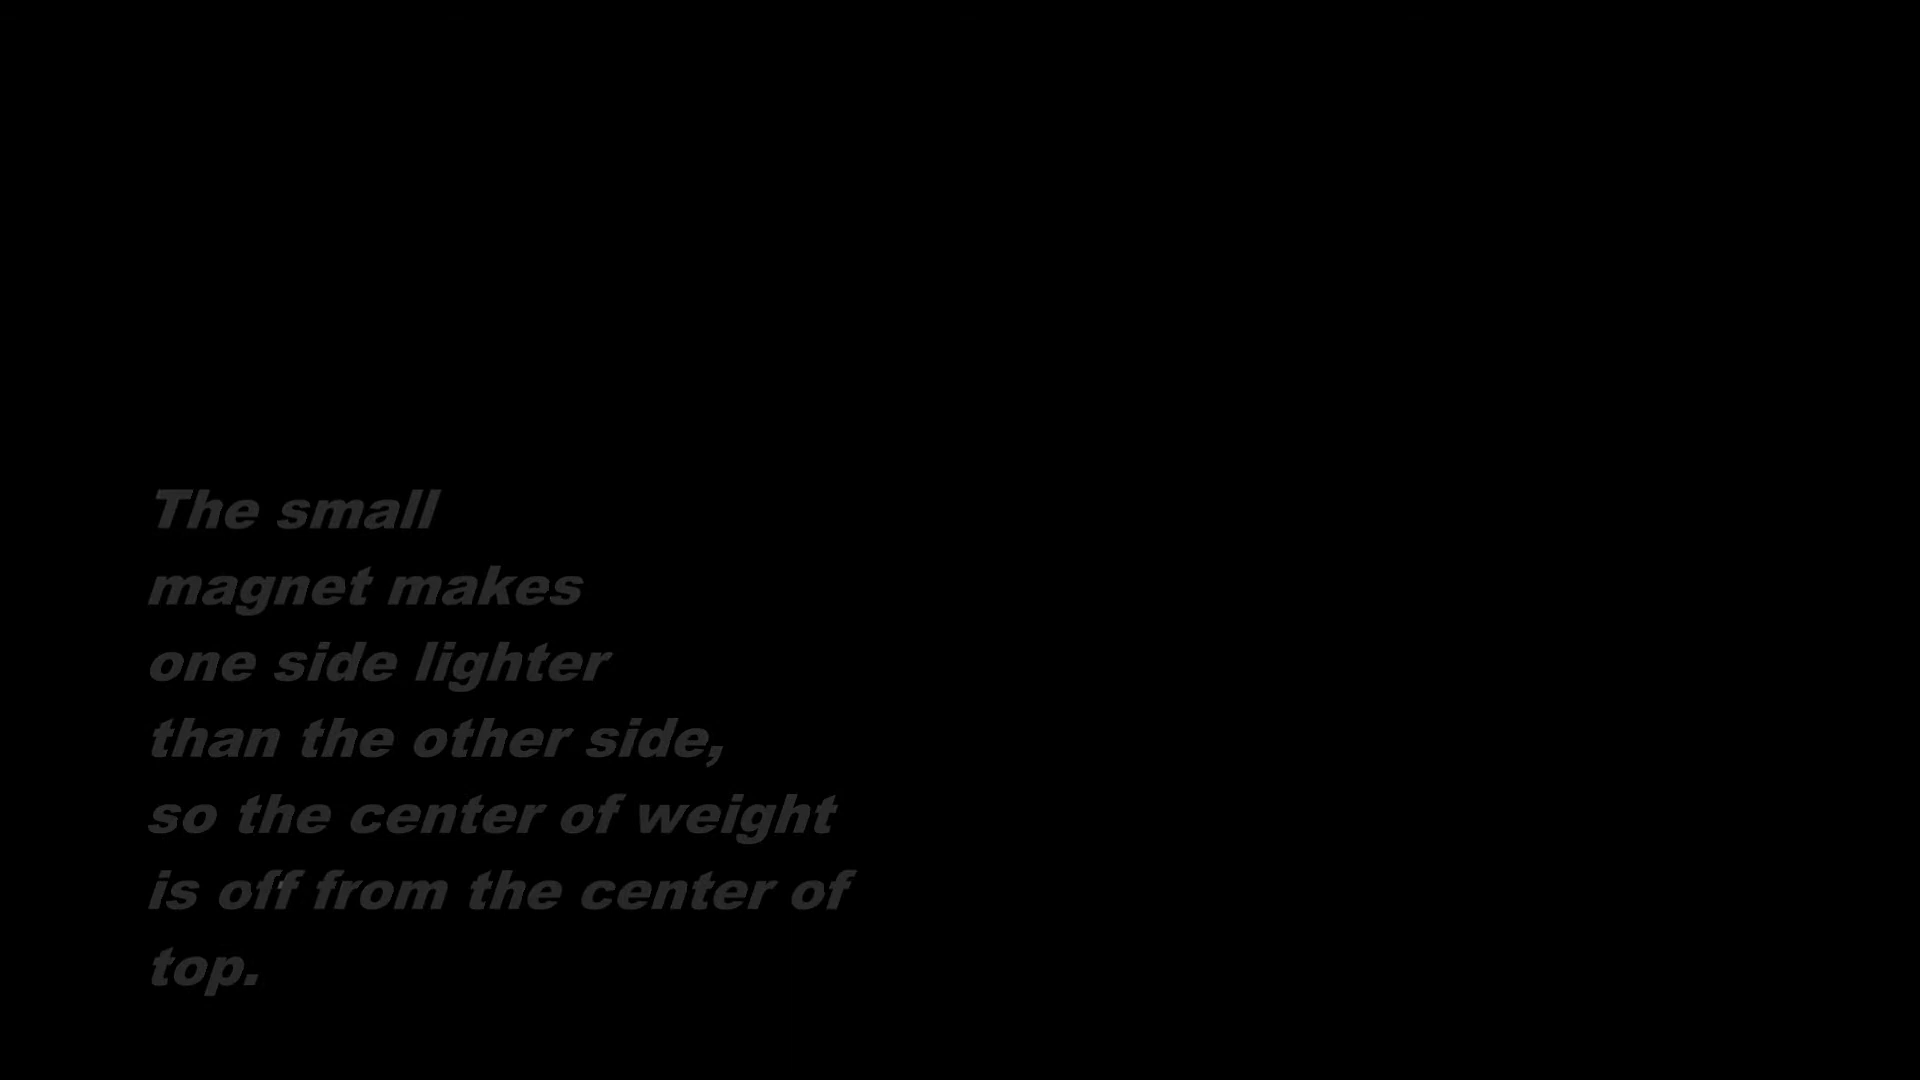 The small
magnet makes
one side lighter
than the other side,
so the center of weight
is off from the center of
top.